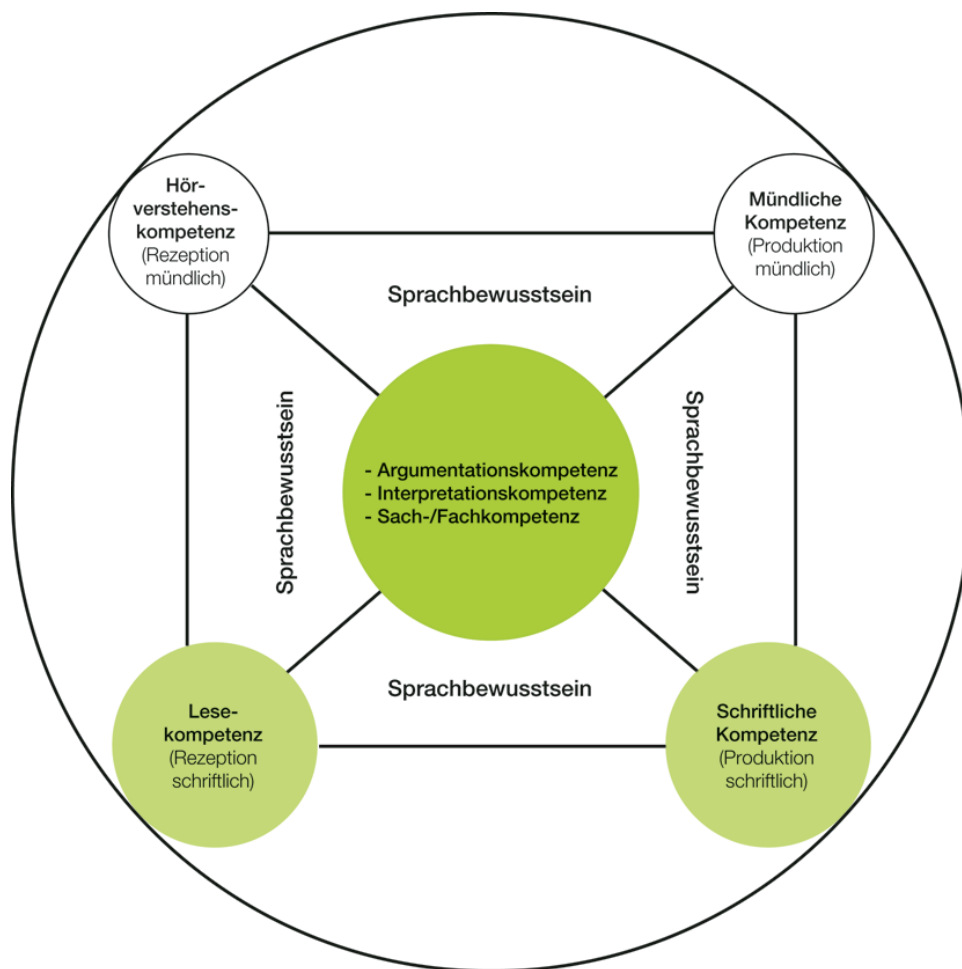 Hör-
verstehens-
kompetenz
(Rezeption
mündlich)
Mündliche
Kompetenz
(Produktion
mündlich)
Sprachbewusstsein
Sprachbewusstsein
- Argumentationskompetenz
- Interpretationskompetenz
- Sach-/Fachkompetenz
Sprachbewusstsein
Sprachbewusstsein
Lese-
kompetenz
(Rezeption
schriftlich)
Schriftliche
Kompetenz
(Produktion
schriftlich)